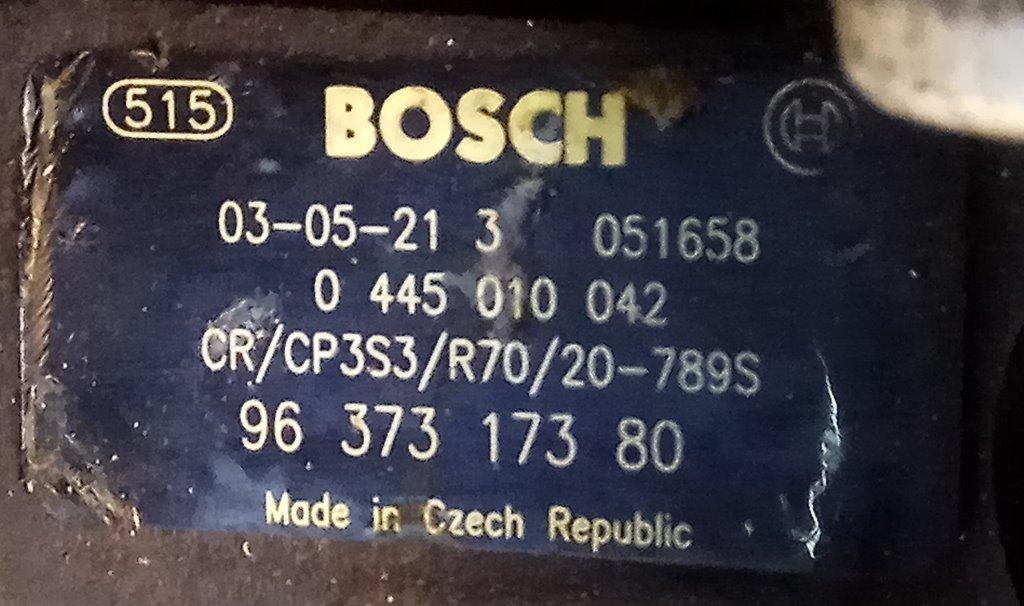 515 BOSCH
03-05-21 3 051658
0 445 010 042
CR/CP3S3/R70/20-789S
96 373 173 80
Made in Czech Republic